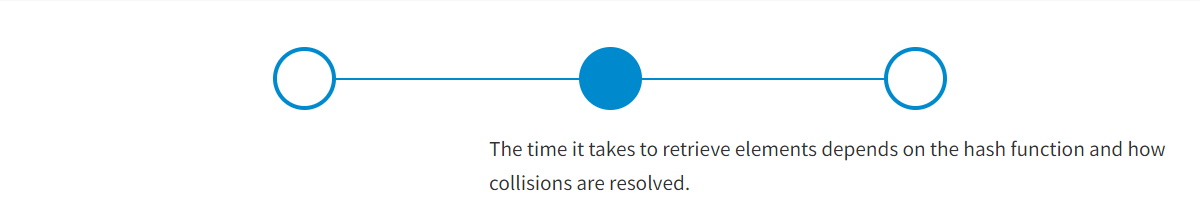 The time it takes to retrieve elements depends on the hash function and how
collisions are resolved.